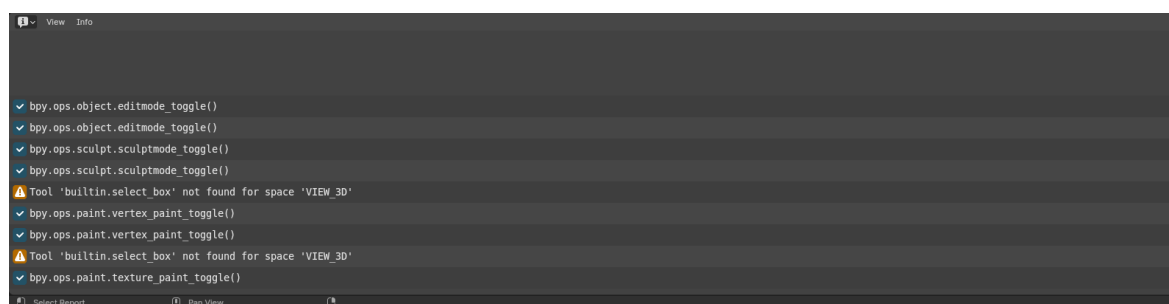 View Info
bpy.ops.object.editmode_toggle()
bpy.ops.object.editmode_toggle()
bpy.ops.sculpt.sculptmode_toggle()
bpy.ops.sculpt.sculptmode_toggle()
Tool 'builtin.select_box' not found for space 'VIEW_3D'
bpy.ops.paint.vertex_paint_toggle()
bpy.ops.paint.vertex_paint_toggle()
Tool 'builtin.select_box' not found for space 'VIEW_3D'
bpy.ops.paint.texture_paint_toggle()
Select Report Pan View